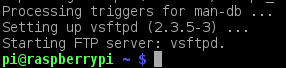 Processing triggers for man-db ...
Setting up vsftpd (2.3.5-3) ...
Starting FTP server: vsftpd.
pi@raspberrypi ~ $